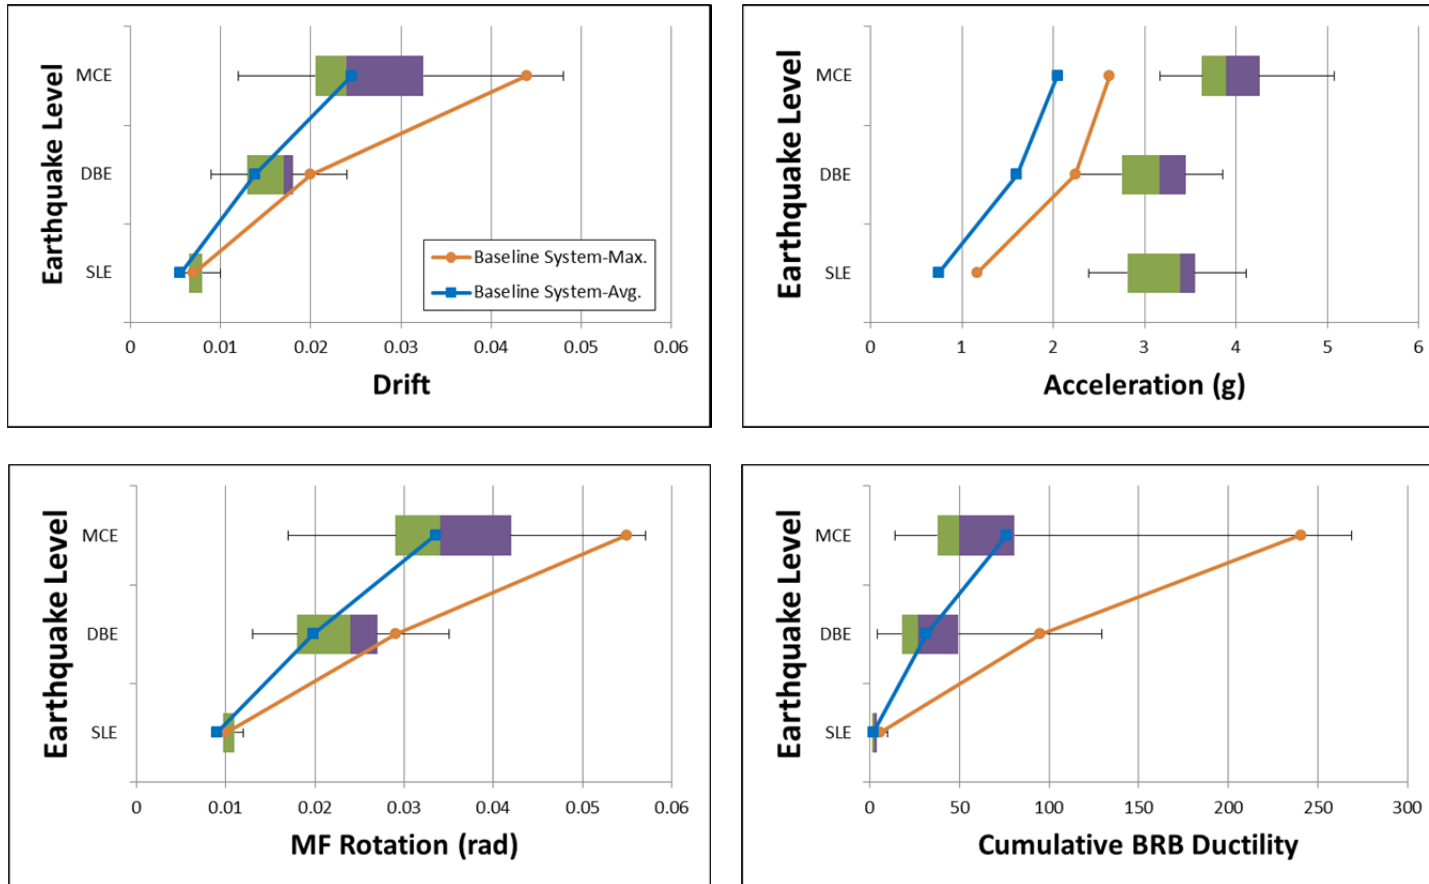 Earthquake Level
MCE
DBE
SLE
Baseline System-Max.
Baseline System-Avg.
0 0.01 0.02 0.03 0.04 0.05 0.06
Drift
Earthquake Level
MCE
DBE
SLE
0 1 2 3 4 5 6
Acceleration (g)
Earthquake Level
MCE
DBE
SLE
0 0.01 0.02 0.03 0.04 0.05 0.06
MF Rotation (rad)
Earthquake Level
MCE
DBE
SLE
0 50 100 150 200 250 300
Cumulative BRB Ductility